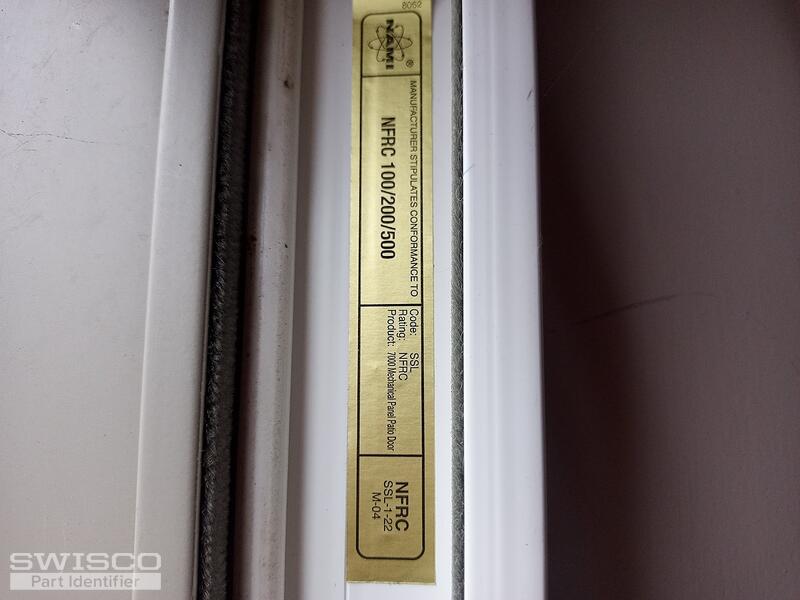 8062
NAMI®
MANUFACTURER STIPULATES CONFORMANCE TO
NFRC 100/200/500
Code: SSL
Rating: NFRC
Product: 7000 Mechanical Panel Patio Door
NFRC
SSL-1-22
M-04
SWISCO
Part Identifier